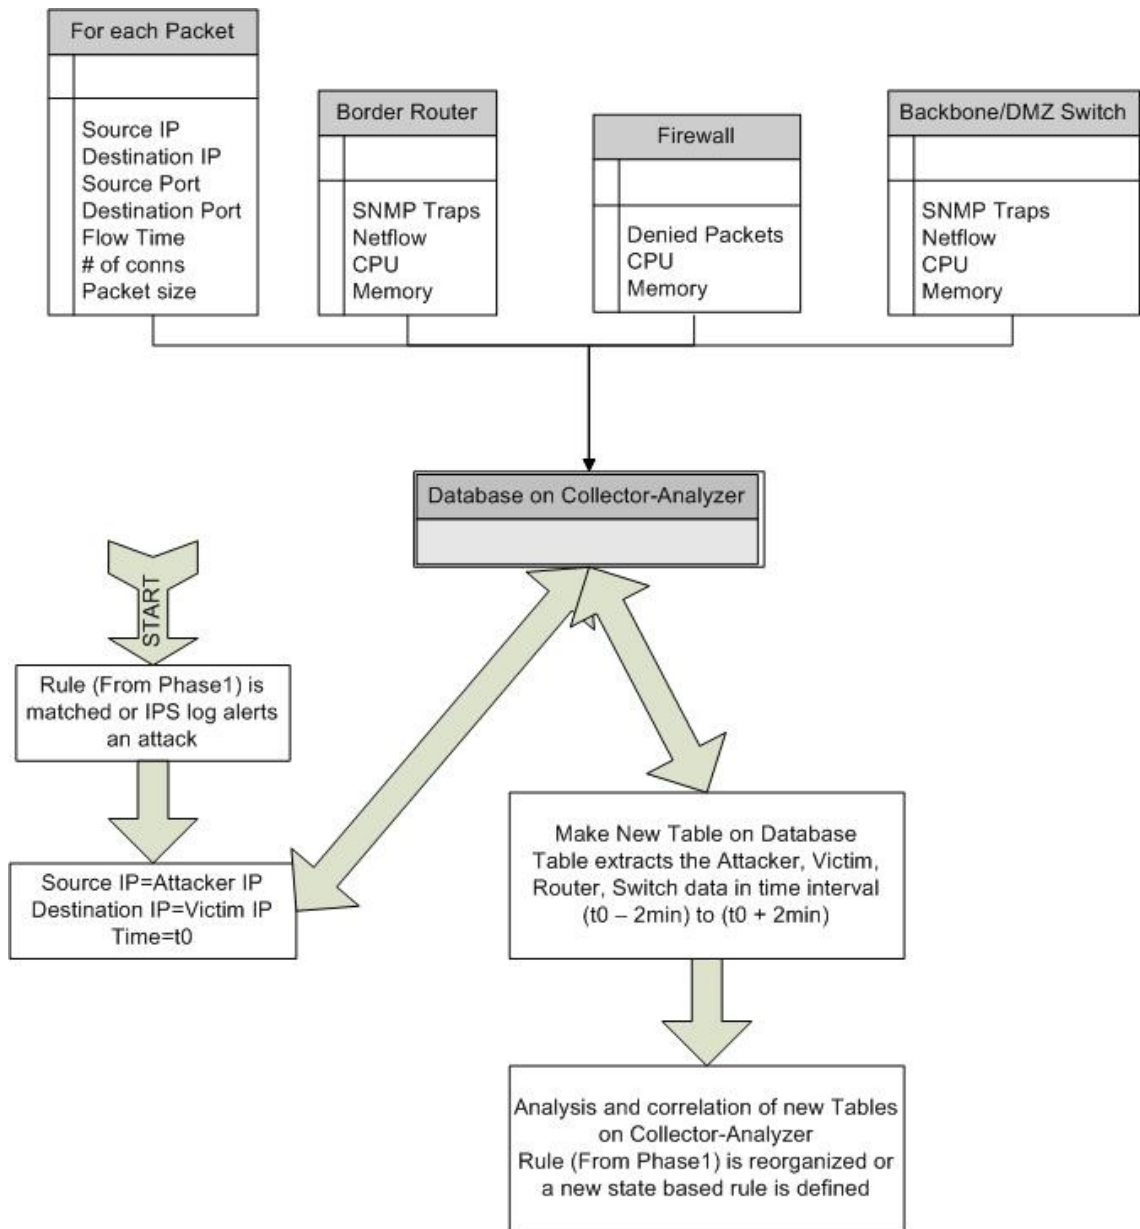 For each Packet
Source IP
Destination IP
Source Port
Destination Port
Flow Time
# of conns
Packet size
Border Router
SNMP Traps
Netflow
CPU
Memory
Firewall
Denied Packets
CPU
Memory
Backbone/DMZ Switch
SNMP Traps
Netflow
CPU
Memory
Database on Collector-Analyzer
START
Rule (From Phase1) is
matched or IPS log alerts
an attack
Source IP=Attacker IP
Destination IP=Victim IP
Time=t0
Make New Table on Database
Table extracts the Attacker, Victim,
Router, Switch data in time interval
(t0 – 2min) to (t0 + 2min)
Analysis and correlation of new Tables
on Collector-Analyzer
Rule (From Phase1) is reorganized or
a new state based rule is defined